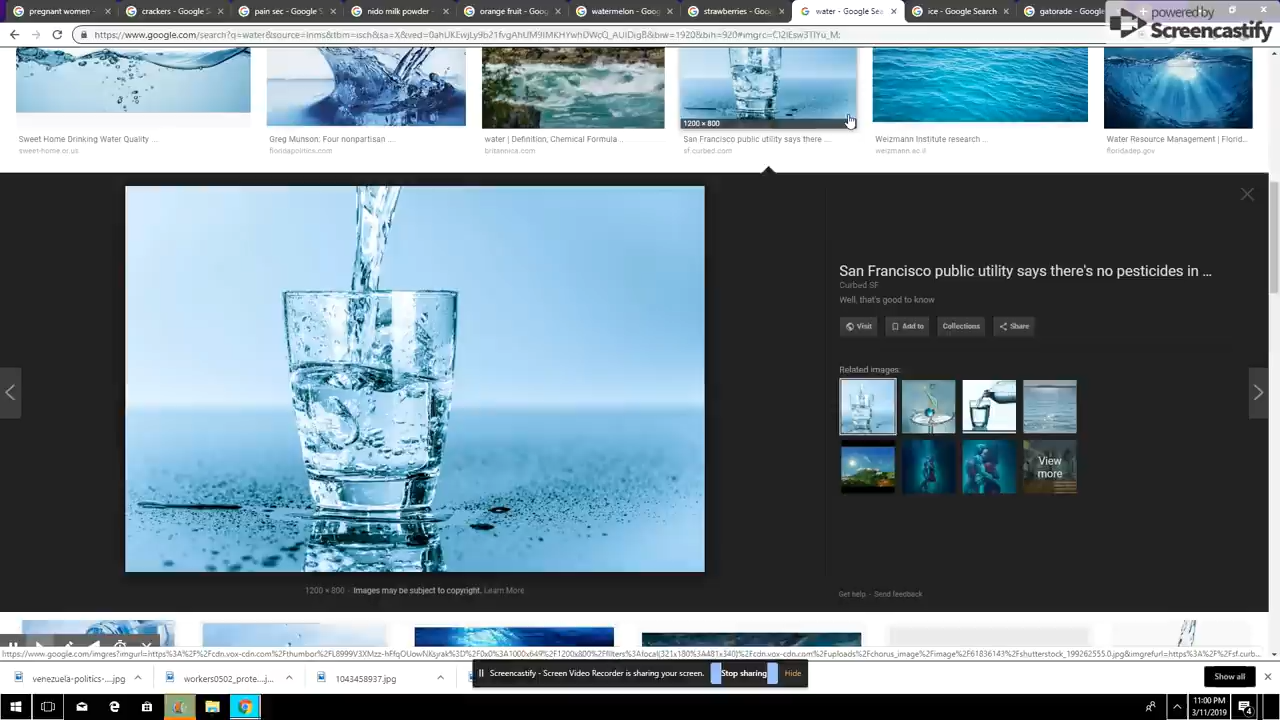 pregnant women -
crackers - Google S
pain sec - Google S
nido milk powder -
orange fruit - Goog
watermelon - Goog
strawberries - Goog
water - Google Sea
ice - Google Search
gatorade - Google
powered by
Screencastify
Sweet Home Drinking Water Quality ...
sweet-home.or.us
Greg Munson: Four nonpartisan ...
floridapolitics.com
water | Definition, Chemical Formula...
britannica.com
1200 × 800
San Francisco public utility says there ...
sf.curbed.com
Weizmann Institute research ...
weizmann.ac.il
Water Resource Management | Florid...
floridadep.gov
San Francisco public utility says there's no pesticides in ...
Curbed SF
Well, that's good to know
Visit
Add to
Collections
Share
Related images:
View
more
1200 × 800 - Images may be subject to copyright. Learn More
Get help - Send feedback
venezuela-politics-....jpg
workers0502_prote....j...
1043458937.jpg
Screencastify - Screen Video Recorder is sharing your screen.
Stop sharing
Hide
Show all
11:00 PM
3/11/2019
4